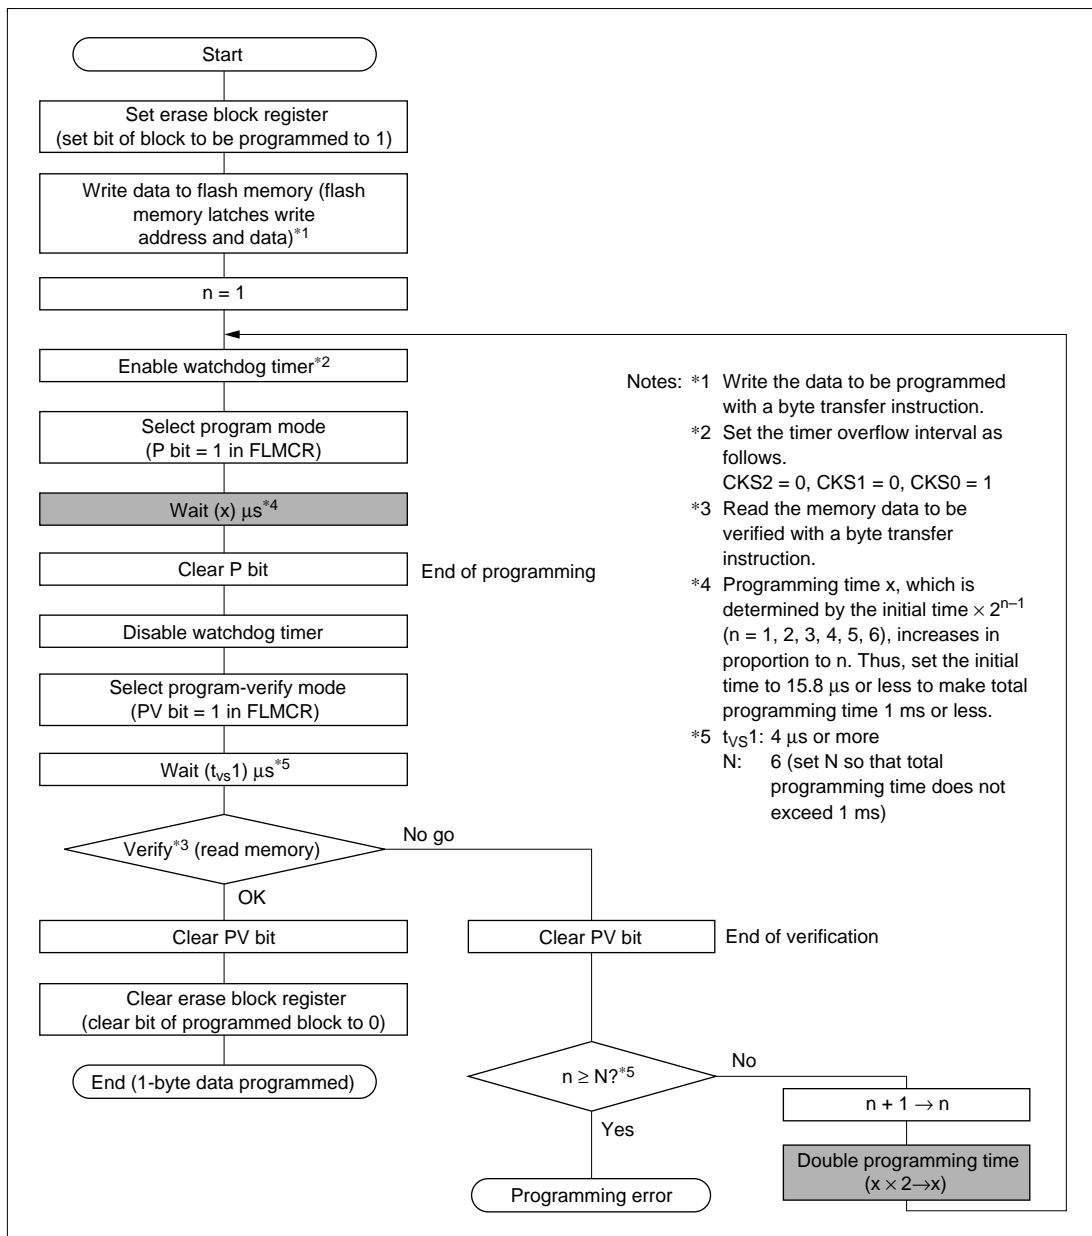 Start
Set erase block register
(set bit of block to be programmed to 1)
Write data to flash memory (flash
memory latches write
address and data)*1
n = 1
Enable watchdog timer*2
Select program mode
(P bit = 1 in FLMCR)
Wait (x) μs*4
Clear P bit
End of programming
Disable watchdog timer
Select program-verify mode
(PV bit = 1 in FLMCR)
Wait (tvs1) μs*5
Verify*3 (read memory)
No go
OK
Clear PV bit
Clear erase block register
(clear bit of programmed block to 0)
End (1-byte data programmed)
Clear PV bit
End of verification
n ≥ N?*5
No
Yes
Programming error
n + 1 → n
Double programming time
(x × 2→x)
Notes: *1 Write the data to be programmed
with a byte transfer instruction.
*2 Set the timer overflow interval as
follows.
CKS2 = 0, CKS1 = 0, CKS0 = 1
*3 Read the memory data to be
verified with a byte transfer
instruction.
*4 Programming time x, which is
determined by the initial time × 2n–1
(n = 1, 2, 3, 4, 5, 6), increases in
proportion to n. Thus, set the initial
time to 15.8 μs or less to make total
programming time 1 ms or less.
*5 tVS1: 4 μs or more
N: 6 (set N so that total
programming time does not
exceed 1 ms)